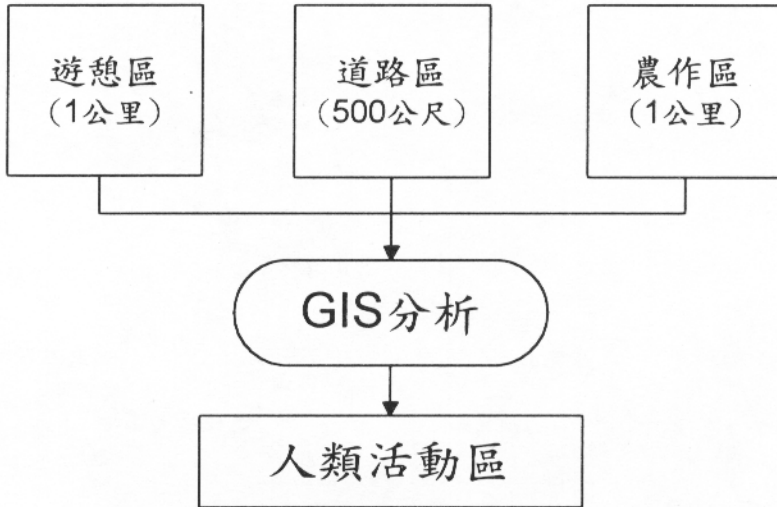 遊憩區
(1公里)
道路區
(500公尺)
農作區
(1公里)
GIS分析
人類活動區